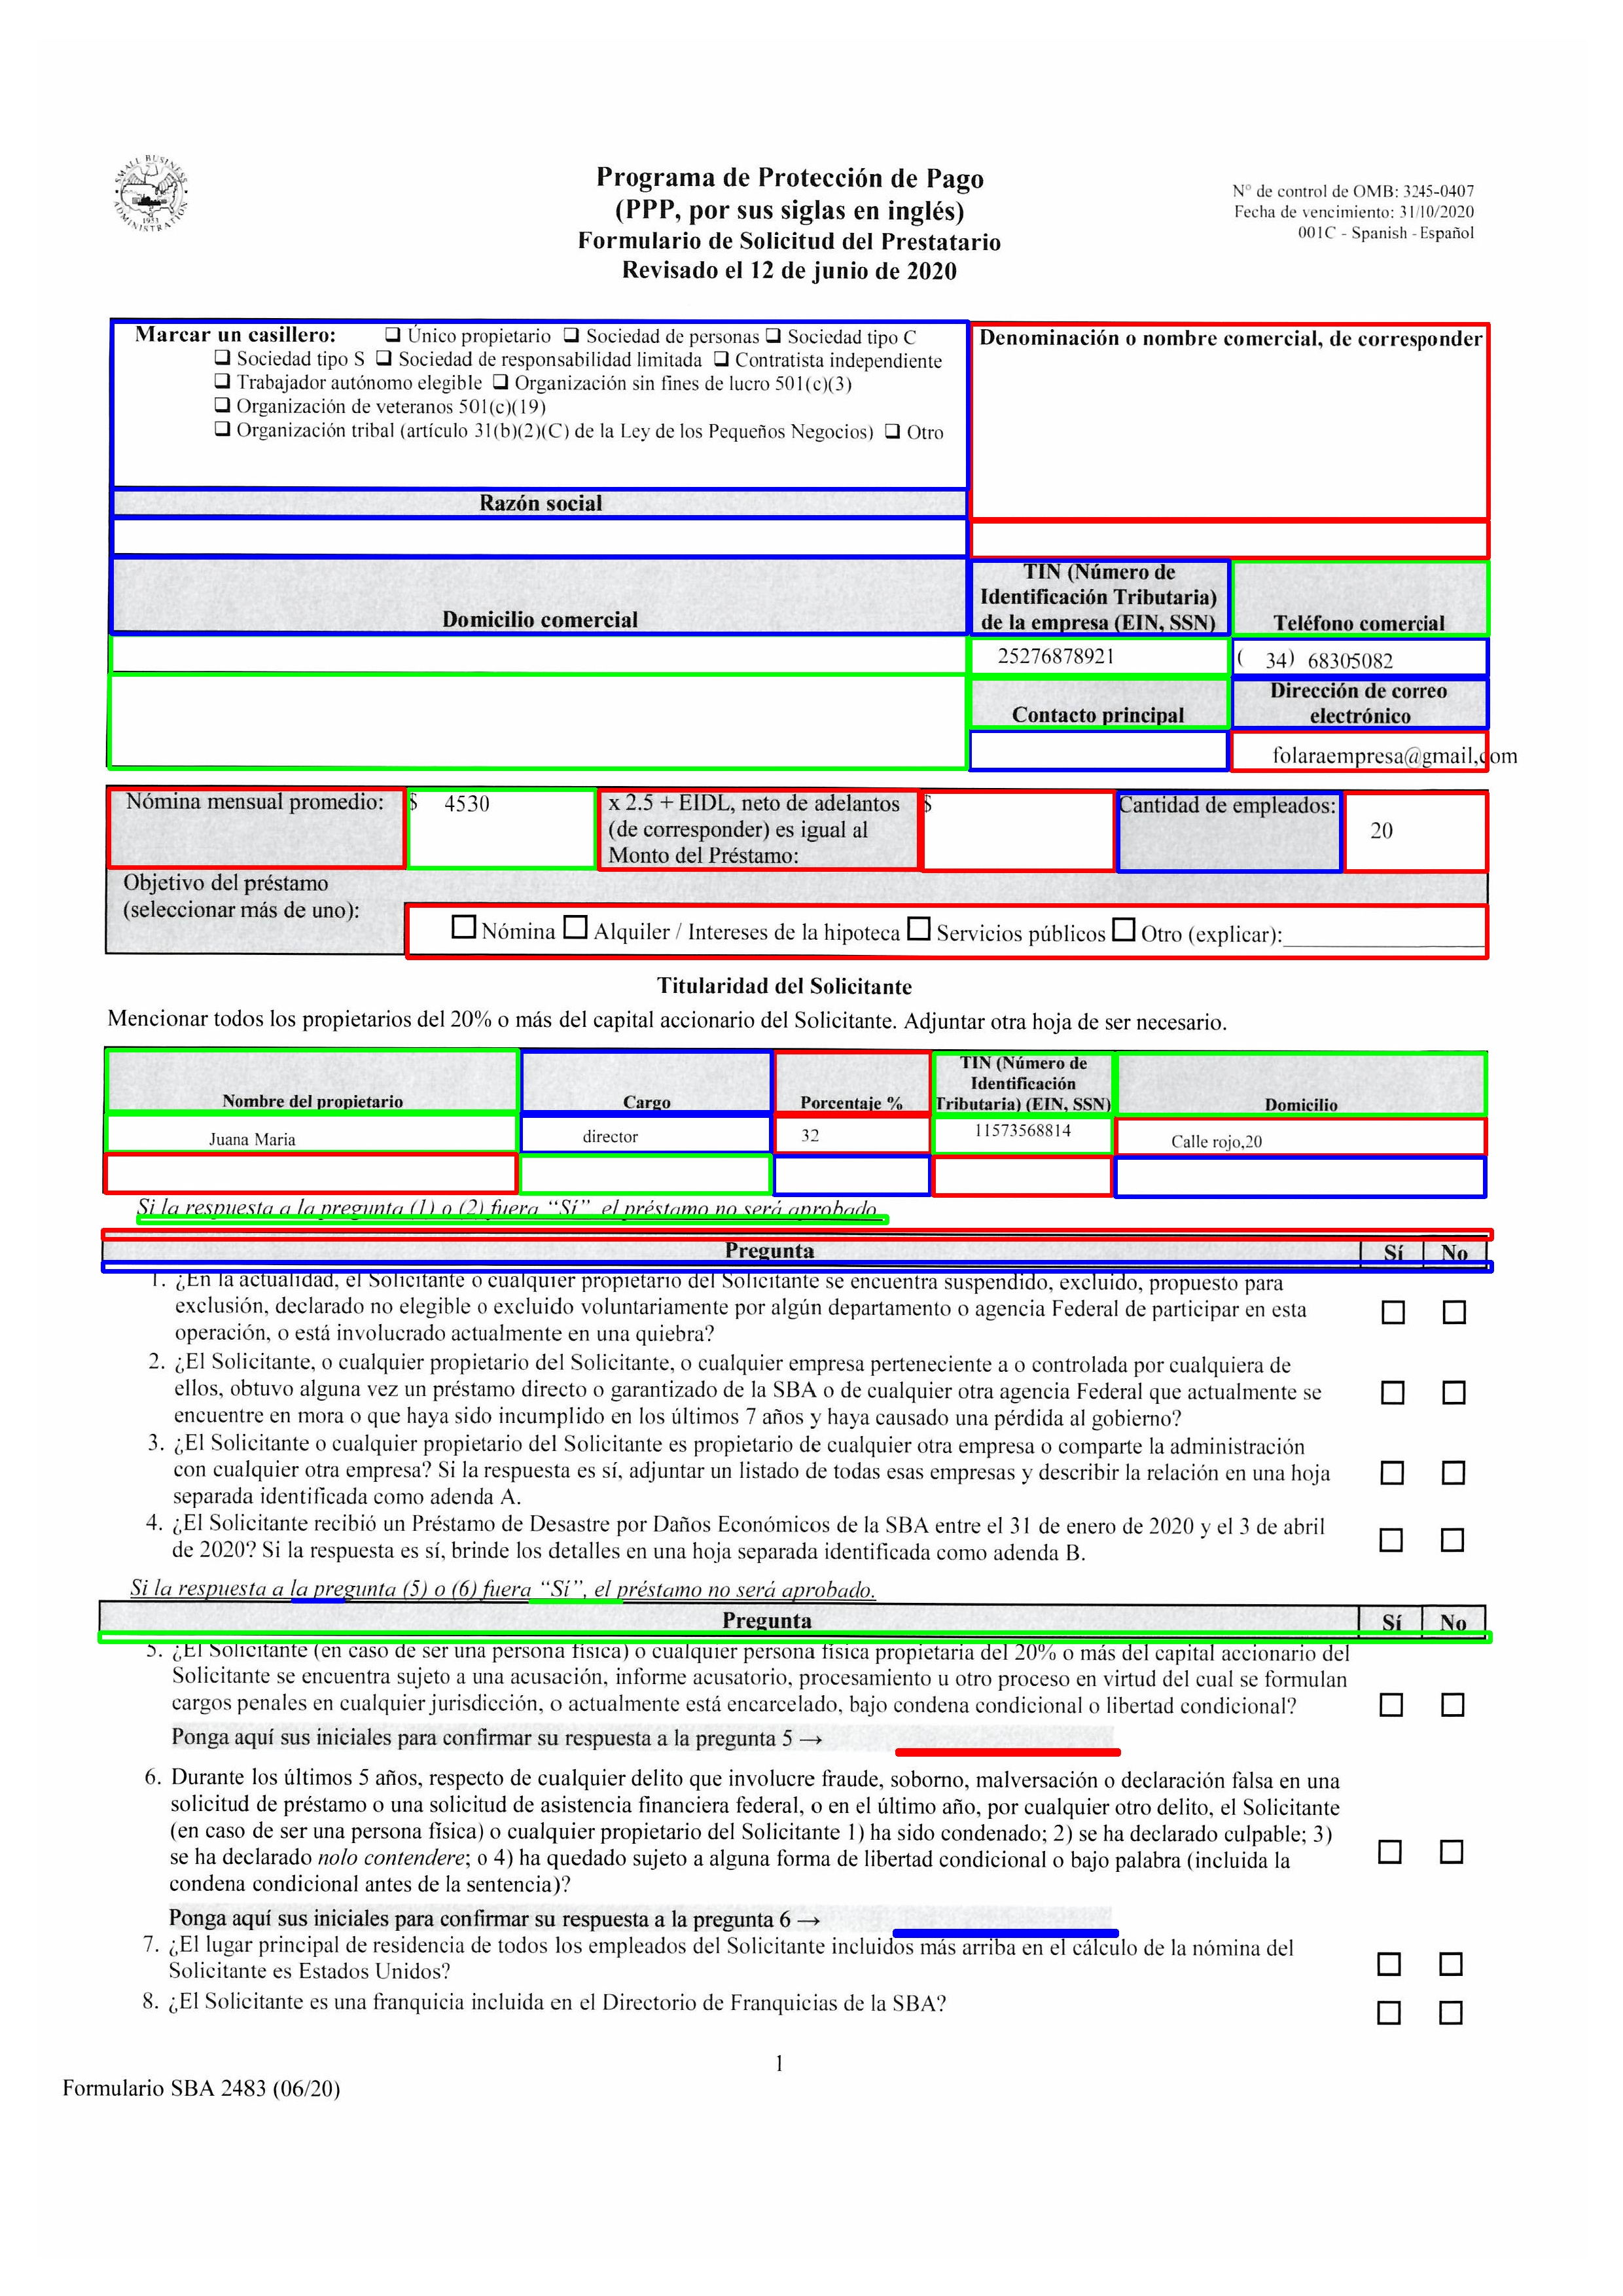 SMALL BUSINESS
ADMINISTRATION
1953
Programa de Protección de Pago
(PPP, por sus siglas en inglés)
Formulario de Solicitud del Prestatario
Revisado el 12 de junio de 2020
N° de control de OMB: 3245-0407
Fecha de vencimiento: 31/10/2020
001C - Spanish - Español
Marcar un casillero: ❑ Único propietario ❑ Sociedad de personas ❑ Sociedad tipo C
❑ Sociedad tipo S ❑ Sociedad de responsabilidad limitada ❑ Contratista independiente
❑ Trabajador autónomo elegible ❑ Organización sin fines de lucro 501(c)(3)
❑ Organización de veteranos 501(c)(19)
❑ Organización tribal (artículo 31(b)(2)(C) de la Ley de los Pequeños Negocios) ❑ Otro
Denominación o nombre comercial, de corresponder
Razón social
Domicilio comercial
TIN (Número de
Identificación Tributaria)
de la empresa (EIN, SSN)
Teléfono comercial
25276878921
( 34) 68305082
Contacto principal
Dirección de correo
electrónico
folaraempresa@gmail,com
Nómina mensual promedio:
$ 4530
x 2.5 + EIDL, neto de adelantos
(de corresponder) es igual al
Monto del Préstamo:
$
Cantidad de empleados:
20
Objetivo del préstamo
(seleccionar más de uno):
☐ Nómina ☐ Alquiler / Intereses de la hipoteca ☐ Servicios públicos ☐ Otro (explicar):
Titularidad del Solicitante
Mencionar todos los propietarios del 20% o más del capital accionario del Solicitante. Adjuntar otra hoja de ser necesario.
Nombre del propietario
Cargo
Porcentaje %
TIN (Número de
Identificación
Tributaria) (EIN, SSN)
Domicilio
Juana Maria
director
32
11573568814
Calle rojo,20
Si la respuesta a la pregunta (1) o (2) fuera “Sí”, el préstamo no será aprobado.
Pregunta Sí No
1. ¿En la actualidad, el Solicitante o cualquier propietario del Solicitante se encuentra suspendido, excluido, propuesto para
exclusión, declarado no elegible o excluido voluntariamente por algún departamento o agencia Federal de participar en esta
operación, o está involucrado actualmente en una quiebra?
2. ¿El Solicitante, o cualquier propietario del Solicitante, o cualquier empresa perteneciente a o controlada por cualquiera de
ellos, obtuvo alguna vez un préstamo directo o garantizado de la SBA o de cualquier otra agencia Federal que actualmente se
encuentre en mora o que haya sido incumplido en los últimos 7 años y haya causado una pérdida al gobierno?
3. ¿El Solicitante o cualquier propietario del Solicitante es propietario de cualquier otra empresa o comparte la administración
con cualquier otra empresa? Si la respuesta es sí, adjuntar un listado de todas esas empresas y describir la relación en una hoja
separada identificada como adenda A.
4. ¿El Solicitante recibió un Préstamo de Desastre por Daños Económicos de la SBA entre el 31 de enero de 2020 y el 3 de abril
de 2020? Si la respuesta es sí, brinde los detalles en una hoja separada identificada como adenda B.
Si la respuesta a la pregunta (5) o (6) fuera “Sí”, el préstamo no será aprobado.
Pregunta Sí No
5. ¿El Solicitante (en caso de ser una persona física) o cualquier persona física propietaria del 20% o más del capital accionario del
Solicitante se encuentra sujeto a una acusación, informe acusatorio, procesamiento u otro proceso en virtud del cual se formulan
cargos penales en cualquier jurisdicción, o actualmente está encarcelado, bajo condena condicional o libertad condicional?
Ponga aquí sus iniciales para confirmar su respuesta a la pregunta 5 →
6. Durante los últimos 5 años, respecto de cualquier delito que involucre fraude, soborno, malversación o declaración falsa en una
solicitud de préstamo o una solicitud de asistencia financiera federal, o en el último año, por cualquier otro delito, el Solicitante
(en caso de ser una persona física) o cualquier propietario del Solicitante 1) ha sido condenado; 2) se ha declarado culpable; 3)
se ha declarado nolo contendere; o 4) ha quedado sujeto a alguna forma de libertad condicional o bajo palabra (incluida la
condena condicional antes de la sentencia)?
Ponga aquí sus iniciales para confirmar su respuesta a la pregunta 6 →
7. ¿El lugar principal de residencia de todos los empleados del Solicitante incluidos más arriba en el cálculo de la nómina del
Solicitante es Estados Unidos?
8. ¿El Solicitante es una franquicia incluida en el Directorio de Franquicias de la SBA?
1
Formulario SBA 2483 (06/20)